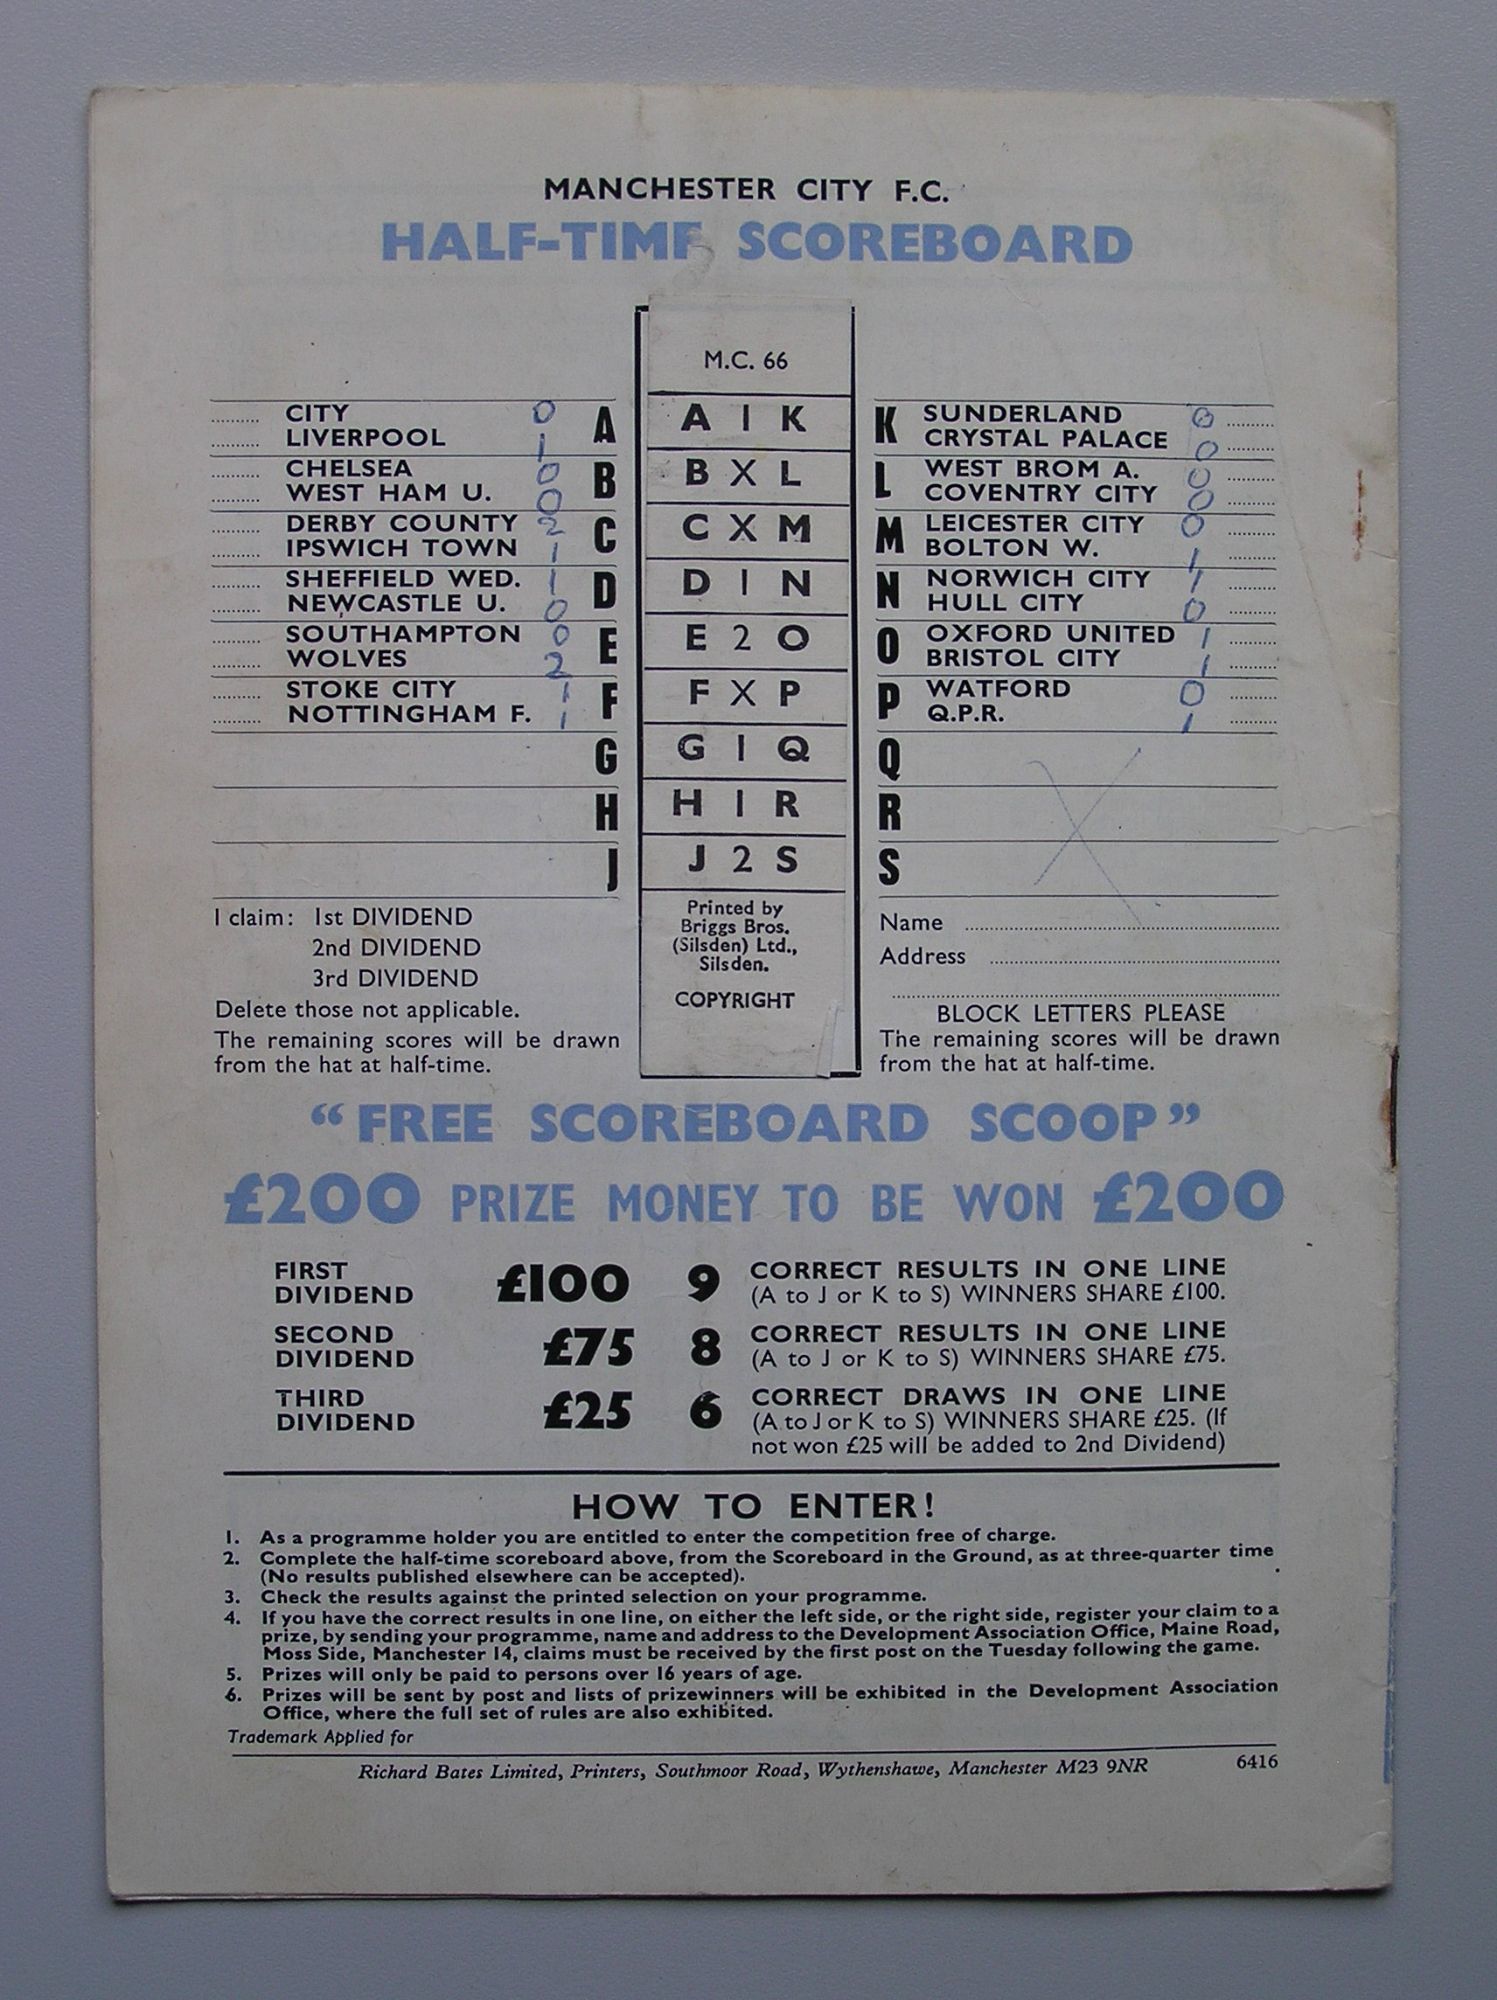 MANCHESTER CITY F.C.
HALF-TIME SCOREBOARD
M.C. 66
CITY 0
LIVERPOOL 1
A
A 1 K
K
SUNDERLAND 0
CRYSTAL PALACE 0
CHELSEA 0
WEST HAM U. 0
B
B X L
L
WEST BROM A. 0
COVENTRY CITY 0
DERBY COUNTY 2
IPSWICH TOWN 1
C
C X M
M
LEICESTER CITY 0
BOLTON W. 1
SHEFFIELD WED. 1
NEWCASTLE U. 0
D
D 1 N
N
NORWICH CITY 1
HULL CITY 0
SOUTHAMPTON 0
WOLVES 2
E
E 2 O
O
OXFORD UNITED 1
BRISTOL CITY 1
STOKE CITY 1
NOTTINGHAM F. 1
F
F X P
P
WATFORD 0
Q.P.R. 1
G
G 1 Q
Q
H
H 1 R
R
J
J 2 S
S
I claim: 1st DIVIDEND
2nd DIVIDEND
3rd DIVIDEND
Delete those not applicable.
The remaining scores will be drawn
from the hat at half-time.
Printed by
Briggs Bros.
(Silsden) Ltd.,
Silsden.
COPYRIGHT
Name
Address
BLOCK LETTERS PLEASE
The remaining scores will be drawn
from the hat at half-time.
“FREE SCOREBOARD SCOOP”
£200 PRIZE MONEY TO BE WON £200
FIRST DIVIDEND £100 9 CORRECT RESULTS IN ONE LINE
(A to J or K to S) WINNERS SHARE £100.
SECOND DIVIDEND £75 8 CORRECT RESULTS IN ONE LINE
(A to J or K to S) WINNERS SHARE £75.
THIRD DIVIDEND £25 6 CORRECT DRAWS IN ONE LINE
(A to J or K to S) WINNERS SHARE £25. (If
not won £25 will be added to 2nd Dividend)
HOW TO ENTER!
1. As a programme holder you are entitled to enter the competition free of charge.
2. Complete the half-time scoreboard above, from the Scoreboard in the Ground, as at three-quarter time
(No results published elsewhere can be accepted).
3. Check the results against the printed selection on your programme.
4. If you have the correct results in one line, on either the left side, or the right side, register your claim to a
prize, by sending your programme, name and address to the Development Association Office, Maine Road,
Moss Side, Manchester 14, claims must be received by the first post on the Tuesday following the game.
5. Prizes will only be paid to persons over 16 years of age.
6. Prizes will be sent by post and lists of prizewinners will be exhibited in the Development Association
Office, where the full set of rules are also exhibited.
Trademark Applied for
Richard Bates Limited, Printers, Southmoor Road, Wythenshawe, Manchester M23 9NR 6416